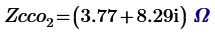 Zcco₂ = (3.77 + 8.29i) Ω